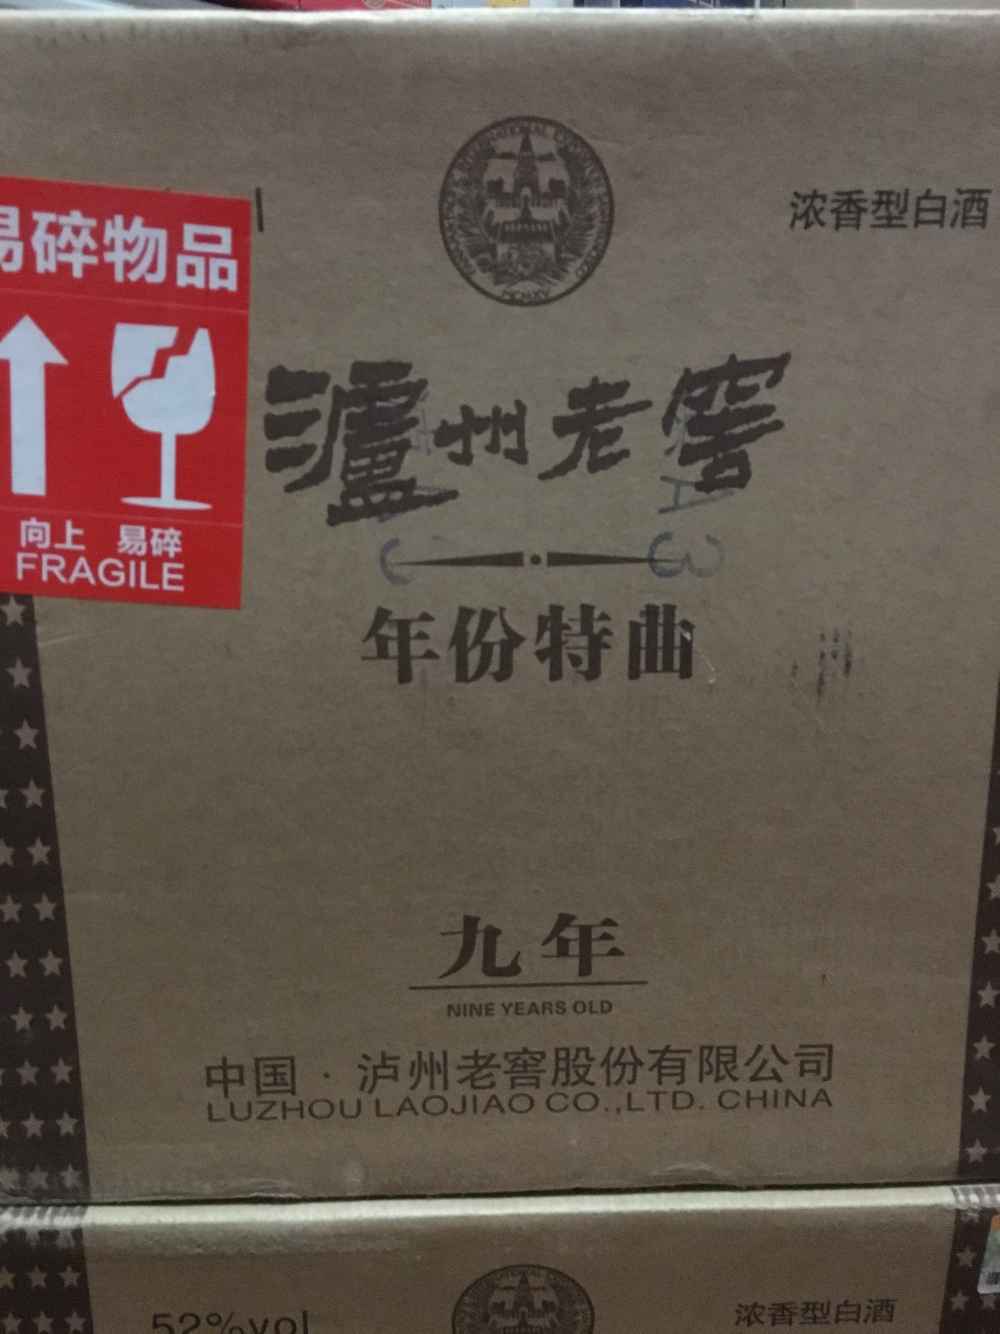 浓香型白酒
易碎物品
向上 易碎
FRAGILE
瀘州老窖
年份特曲
九年
NINE YEARS OLD
中国·泸州老窖股份有限公司
LUZHOU LAOJIAO CO.,LTD. CHINA
52%vol
浓香型白酒